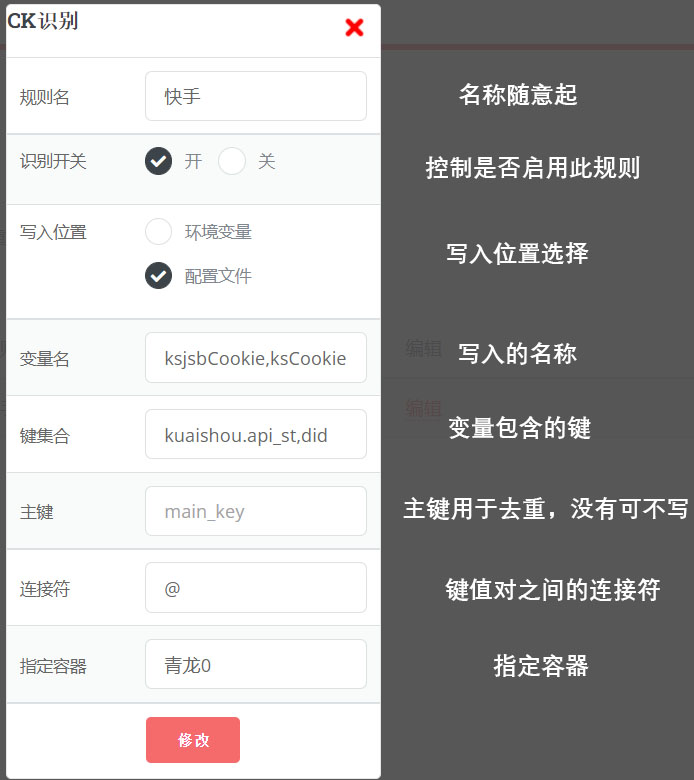 CK识别
规则名 快手 名称随意起
识别开关 开 关 控制是否启用此规则
写入位置 环境变量 写入位置选择
配置文件
编辑
变量名 ksjsbCookie,ksCookie 写入的名称
编辑
键集合 kuaishou.api_st,did 变量包含的键
主键 main_key 主键用于去重，没有可不写
连接符 @ 键值对之间的连接符
指定容器 青龙0 指定容器
修改